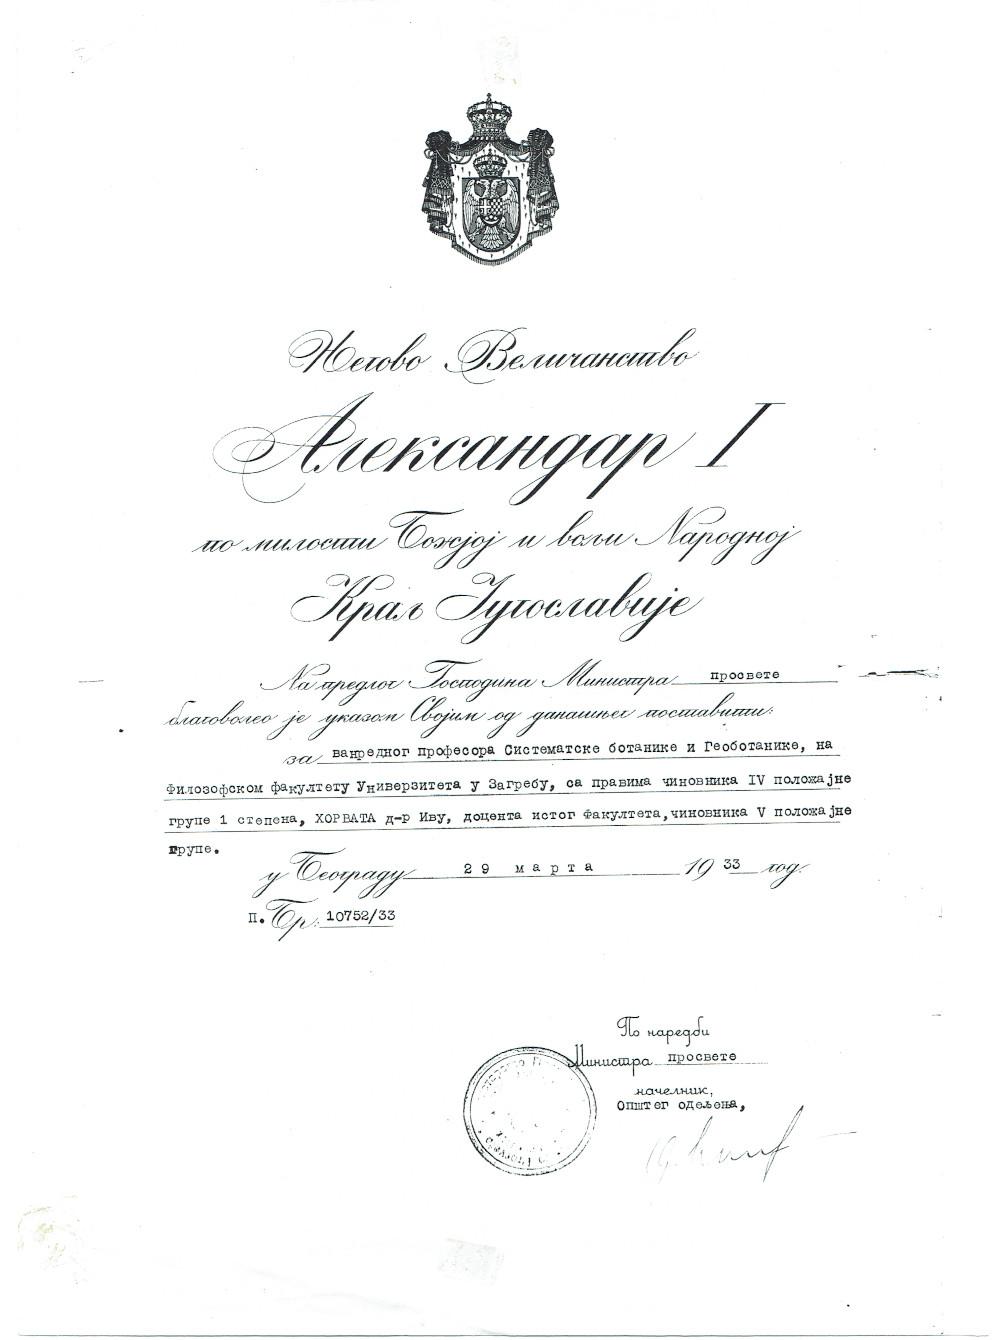 Његово Величанство
Александар I
по милости Божјој и вољи Народној
Краљ Југославије
На предлог Господина Министра просвете
благоволео је указом Својим од данашњег поставити:
за ванредног професора Систематске ботанике и Геоботанике, на
Филозофском факултету Универзитета у Загребу, са правима чиновника IV положајне
групе 1 степена, ХОРВАТА д-р Иву, доцента истог Факултета, чиновника V положајне
групе.
у Београду 29 марта 1933 год.
П. Бр. 10752/33
По наредби
Министра просвете
начелник,
Општег одељења,